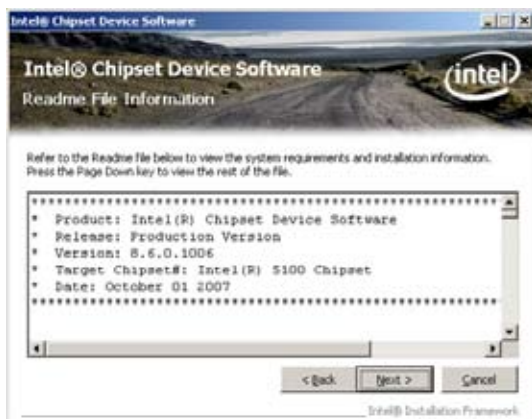 Intel® Chipset Device Software
Intel® Chipset Device Software
intel
Readme File Information
Refer to the Readme file below to view the system requirements and installation information.
Press the Page Down key to view the rest of the file.
************************************************************
* Product: Intel(R) Chipset Device Software
* Release: Production Version
* Version: 8.6.0.1006
* Target Chipset#: Intel(R) 5100 Chipset
* Date: October 01 2007
************************************************************
< Back
Next >
Cancel
Intel® Installation Framework